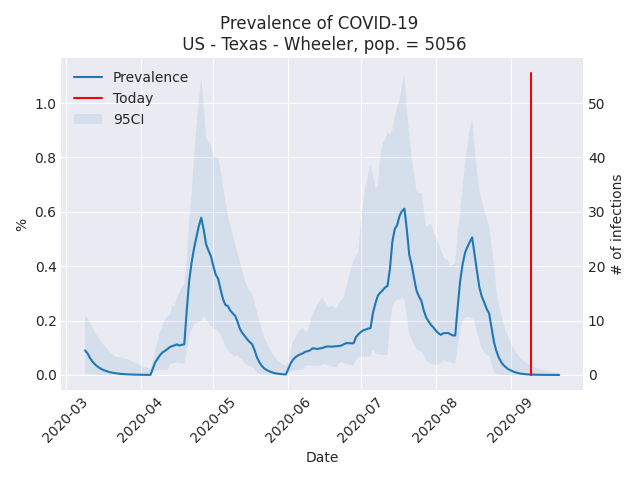 Prevalence of COVID-19
US - Texas - Wheeler, pop. = 5056
Prevalence
Today
95CI
1.0
0.8
0.6
0.4
0.2
0.0
%
50
40
30
20
10
0
# of infections
2020-03
2020-04
2020-05
2020-06
2020-07
2020-08
2020-09
Date